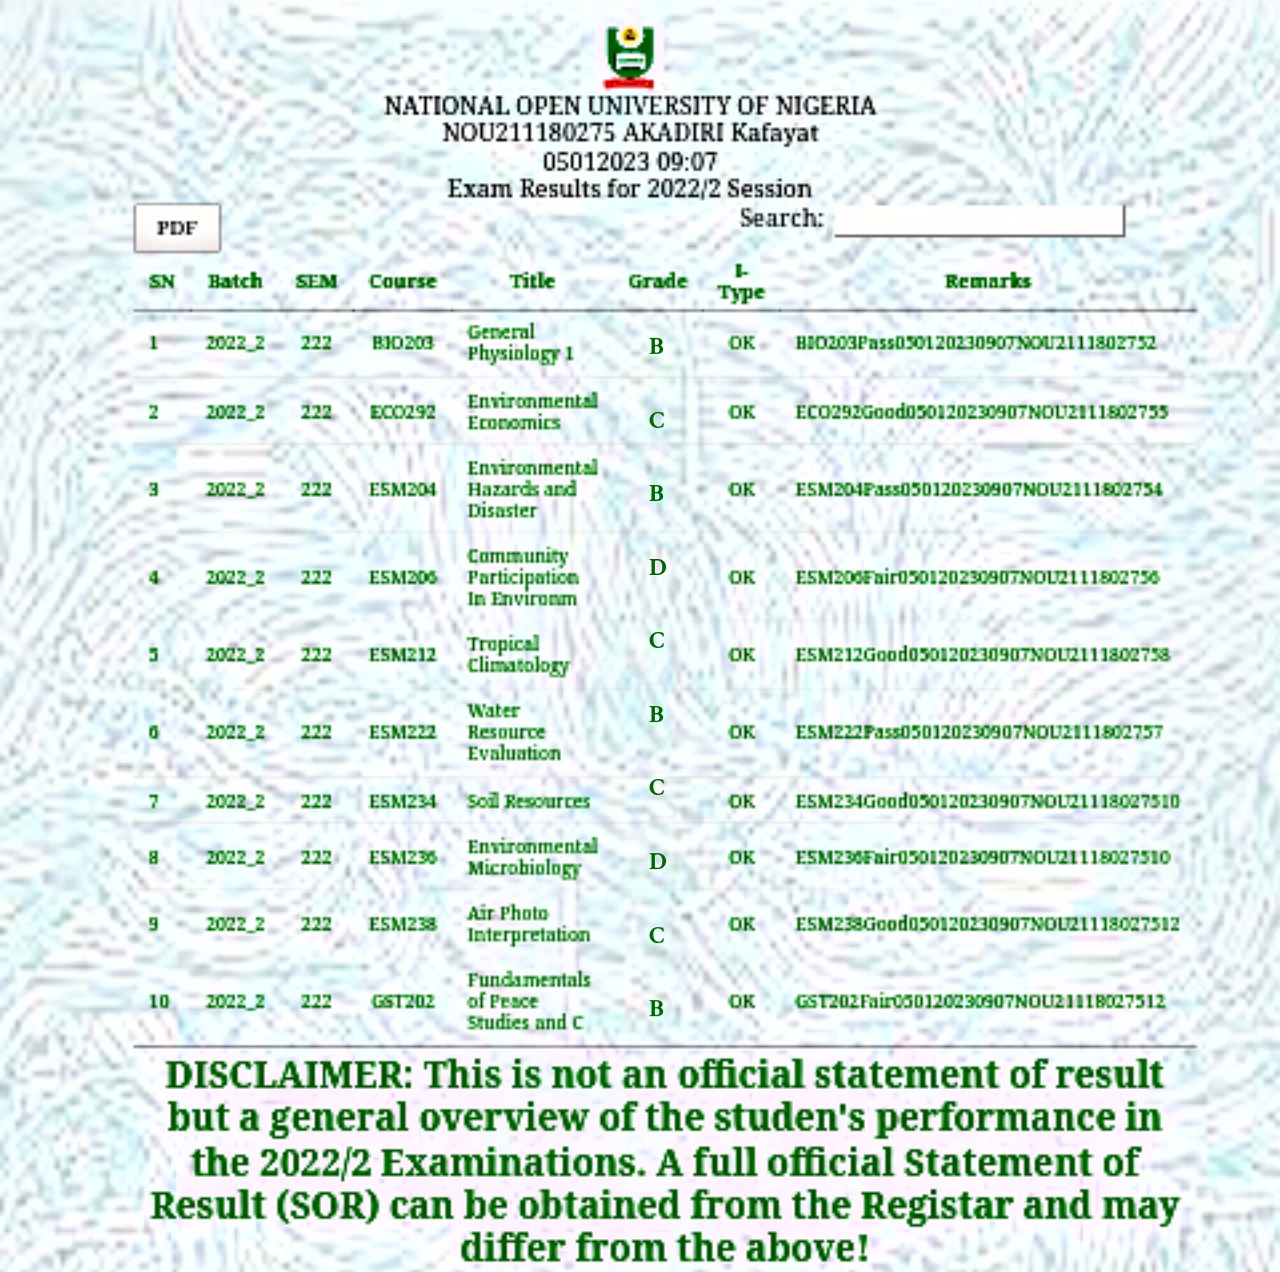 NATIONAL OPEN UNIVERSITY OF NIGERIA
NOU211180275 AKADIRI Kafayat
05012023 09:07
Exam Results for 2022/2 Session
PDF
Search:
SN Batch SEM Course Title Grade I-Type Remarks
1 2022_2 222 BIO203 General Physiology 1 B OK BIO203Pass050120230907NOU2111802752
2 2022_2 222 ECO292 Environmental Economics C OK ECO292Good050120230907NOU2111802755
3 2022_2 222 ESM204 Environmental Hazards and Disaster B OK ESM204Pass050120230907NOU2111802754
4 2022_2 222 ESM206 Community Participation In Environm D OK ESM206Fair050120230907NOU2111802756
5 2022_2 222 ESM212 Tropical Climatology C OK ESM212Good050120230907NOU2111802758
6 2022_2 222 ESM222 Water Resource Evaluation B OK ESM222Pass050120230907NOU2111802757
7 2022_2 222 ESM234 Soil Resources C OK ESM234Good050120230907NOU21118027510
8 2022_2 222 ESM236 Environmental Microbiology D OK ESM236Fair050120230907NOU21118027510
9 2022_2 222 ESM238 Air Photo Interpretation C OK ESM238Good050120230907NOU21118027512
10 2022_2 222 GST202 Fundamentals of Peace Studies and C B OK GST202Fair050120230907NOU21118027512
DISCLAIMER: This is not an official statement of result
but a general overview of the studen's performance in
the 2022/2 Examinations. A full official Statement of
Result (SOR) can be obtained from the Registar and may
differ from the above!